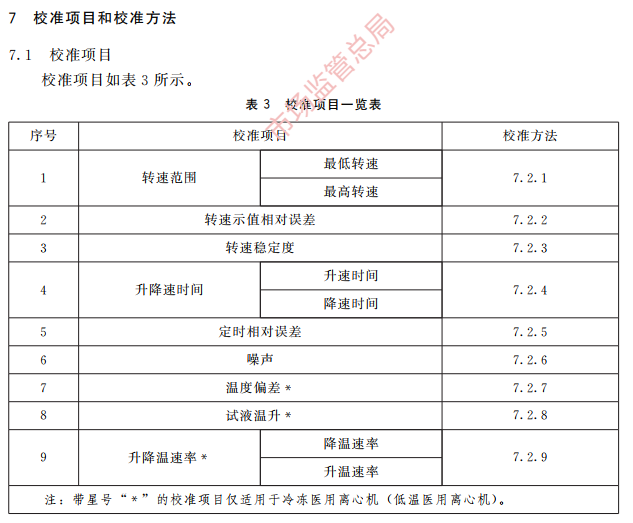 7 校准项目和校准方法
7.1 校准项目
校准项目如表 3 所示。
表 3 校准项目一览表
市场监管总局
序号 校准项目 校准方法
1 转速范围 最低转速 7.2.1
最高转速
2 转速示值相对误差 7.2.2
3 转速稳定度 7.2.3
4 升降速时间 升速时间 7.2.4
降速时间
5 定时相对误差 7.2.5
6 噪声 7.2.6
7 温度偏差* 7.2.7
8 试液温升* 7.2.8
9 升降温速率* 降温速率 7.2.9
升温速率
注：带星号“*”的校准项目仅适用于冷冻医用离心机（低温医用离心机）。